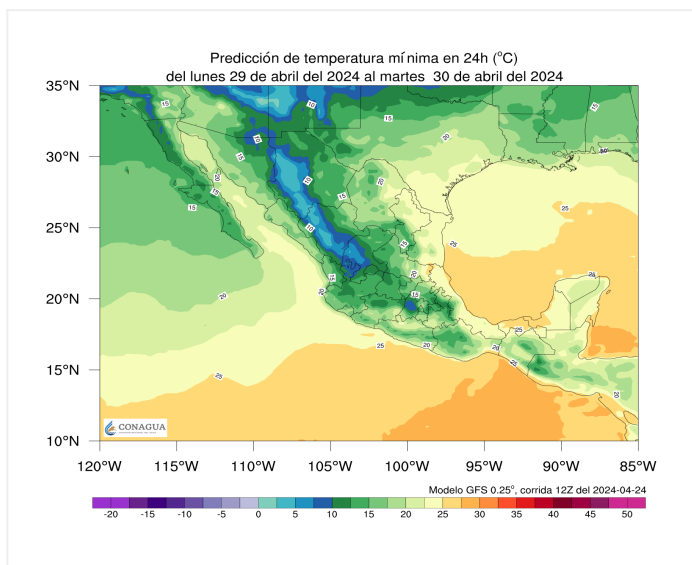 Predicción de temperatura mínima en 24h (°C)
del lunes 29 de abril del 2024 al martes  30 de abril del 2024
35°N
30°N
25°N
20°N
15°N
10°N
120°W 115°W 110°W 105°W 100°W 95°W 90°W 85°W
CONAGUA
Modelo GFS 0.25°, corrida 12Z del 2024-04-24
-20 -15 -10 -5 0 5 10 15 20 25 30 35 40 45 50